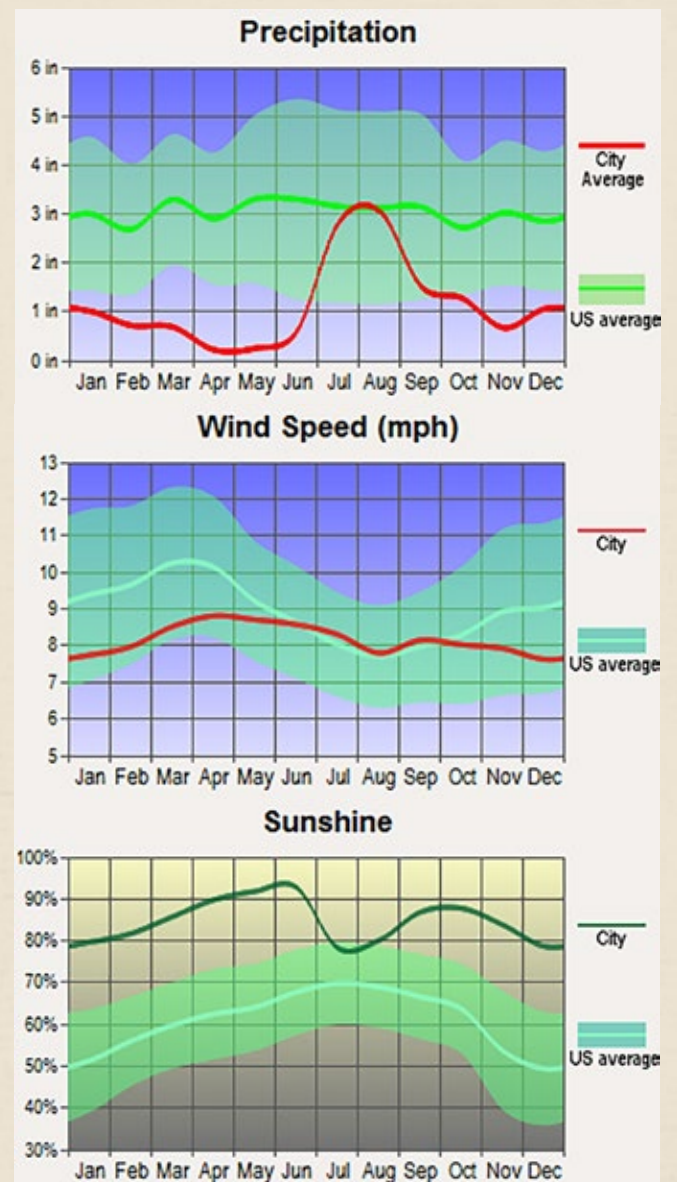 Precipitation
6 in
5 in
4 in
3 in
2 in
1 in
0 in
Jan Feb Mar Apr May Jun Jul Aug Sep Oct Nov Dec
City
Average
US average
Wind Speed (mph)
13
12
11
10
9
8
7
6
5
Jan Feb Mar Apr May Jun Jul Aug Sep Oct Nov Dec
City
US average
Sunshine
100%
90%
80%
70%
60%
50%
40%
30%
Jan Feb Mar Apr May Jun Jul Aug Sep Oct Nov Dec
City
US average